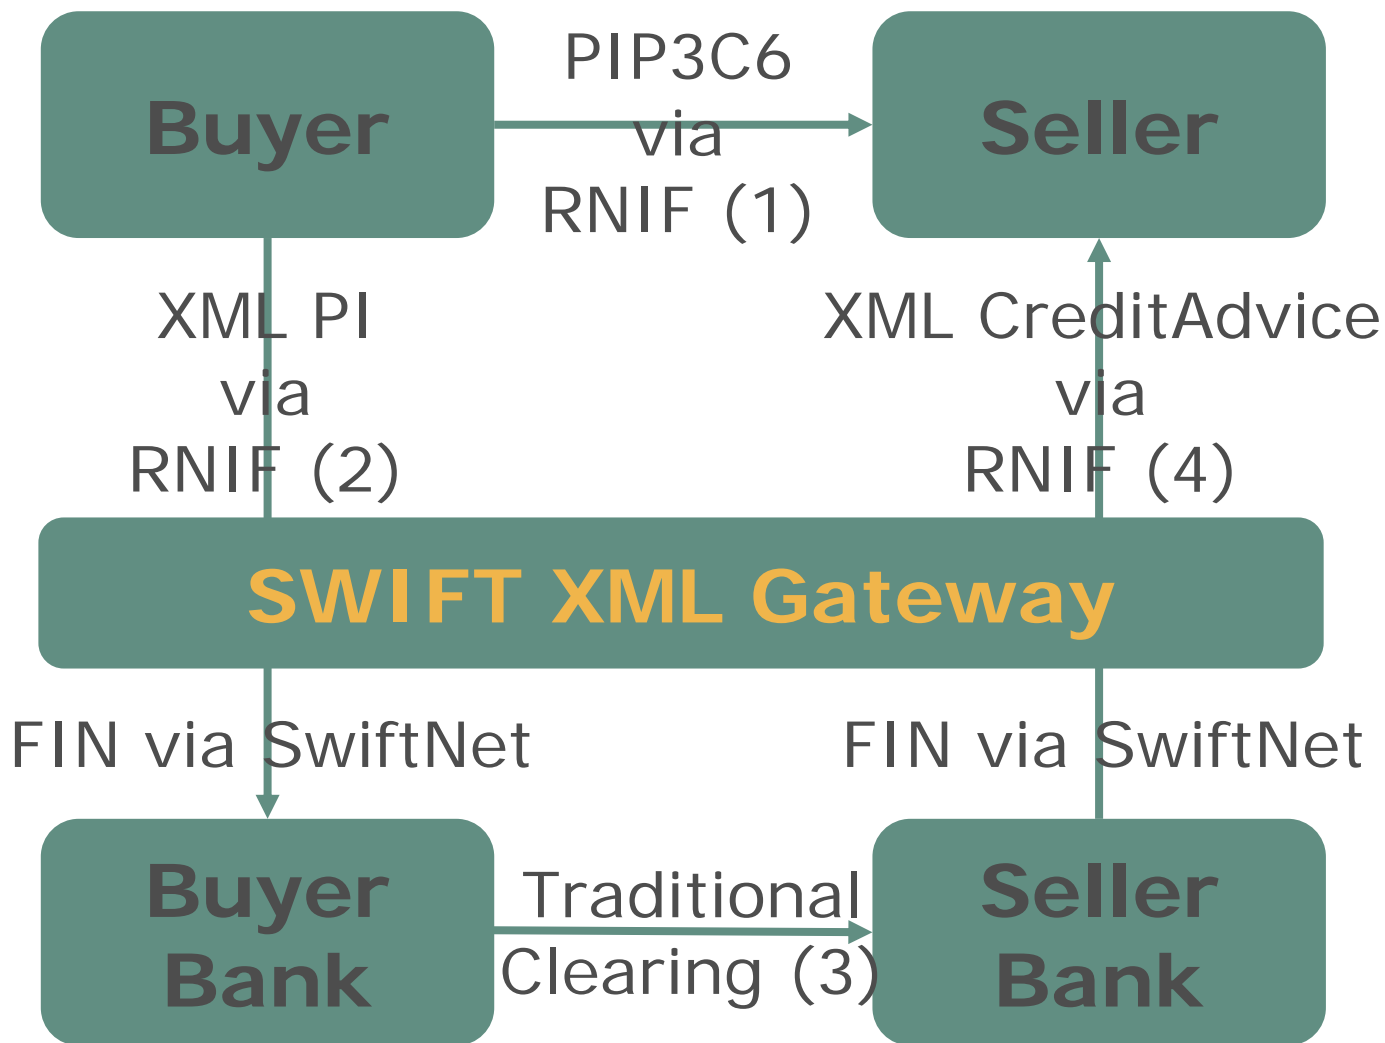 Buyer
PIP3C6
via
RNIF (1)
Seller
XML PI
via
RNIF (2)
XML CreditAdvice
via
RNIF (4)
SWIFT XML Gateway
FIN via SwiftNet
FIN via SwiftNet
Buyer
Bank
Traditional
Clearing (3)
Seller
Bank